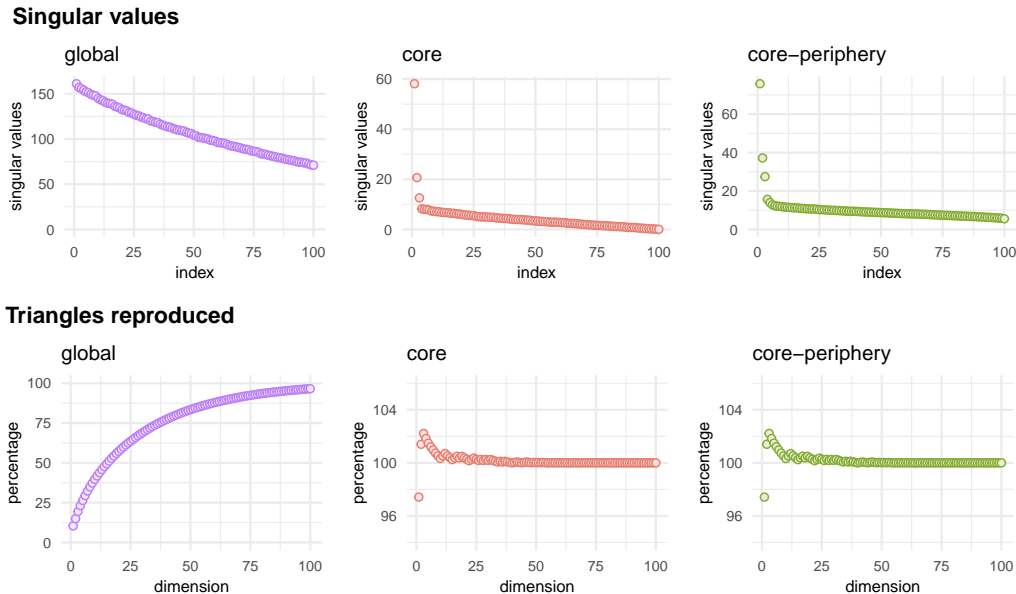 Singular values
global
core
core−periphery
singular values
150
100
50
0
0 25 50 75 100
index
singular values
60
40
20
0
0 25 50 75 100
index
singular values
60
40
20
0
0 25 50 75 100
index
Triangles reproduced
global
core
core−periphery
percentage
100
75
50
25
0
0 25 50 75 100
dimension
percentage
104
100
96
0 25 50 75 100
dimension
percentage
104
100
96
0 25 50 75 100
dimension